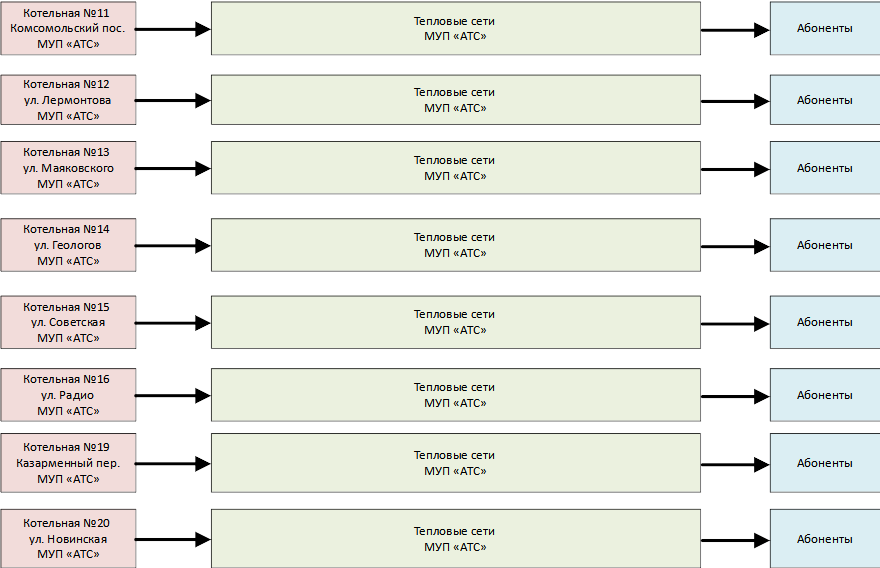 Котельная №11
Комсомольский пос.
МУП «АТС»
Тепловые сети
МУП «АТС»
Абоненты
Котельная №12
ул. Лермонтова
МУП «АТС»
Тепловые сети
МУП «АТС»
Абоненты
Котельная №13
ул. Маяковского
МУП «АТС»
Тепловые сети
МУП «АТС»
Абоненты
Котельная №14
ул. Геологов
МУП «АТС»
Тепловые сети
МУП «АТС»
Абоненты
Котельная №15
ул. Советская
МУП «АТС»
Тепловые сети
МУП «АТС»
Абоненты
Котельная №16
ул. Радио
МУП «АТС»
Тепловые сети
МУП «АТС»
Абоненты
Котельная №19
Казарменный пер.
МУП «АТС»
Тепловые сети
МУП «АТС»
Абоненты
Котельная №20
ул. Новинская
МУП «АТС»
Тепловые сети
МУП «АТС»
Абоненты